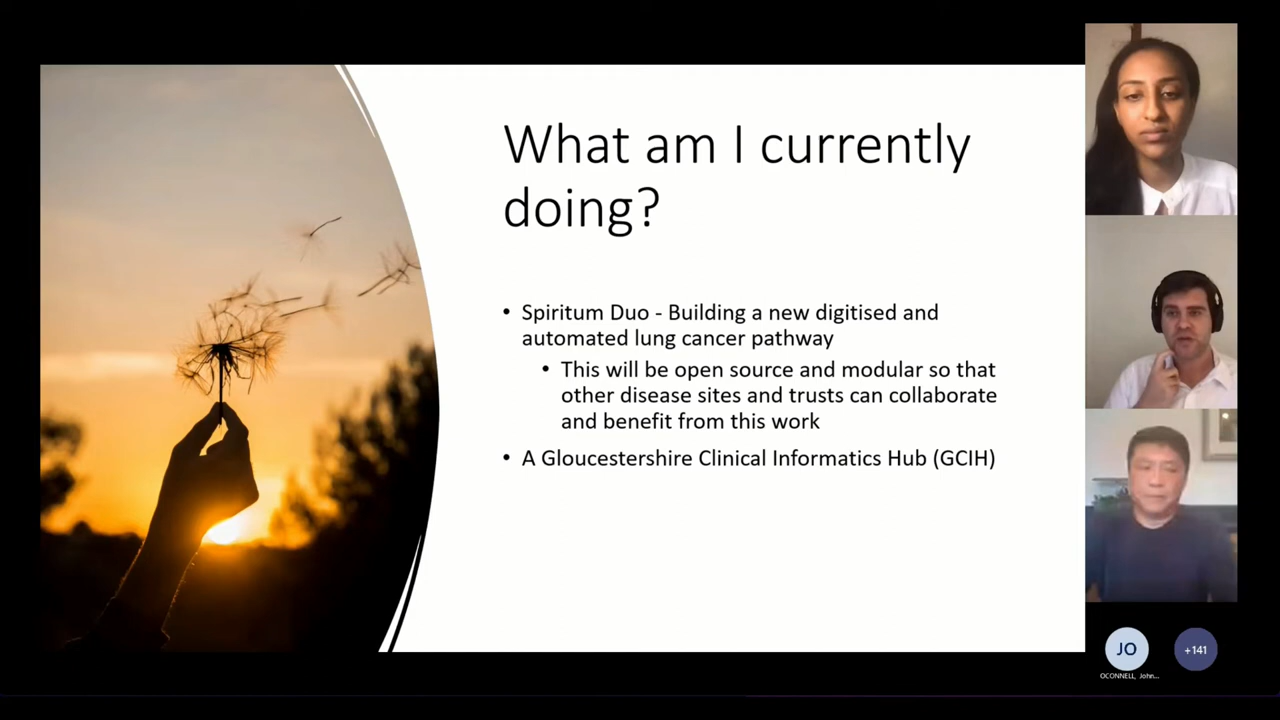 What am I currently
doing?
• Spiritum Duo - Building a new digitised and
automated lung cancer pathway
• This will be open source and modular so that
other disease sites and trusts can collaborate
and benefit from this work
• A Gloucestershire Clinical Informatics Hub (GCIH)
JO
+141
OCONNELL, John...